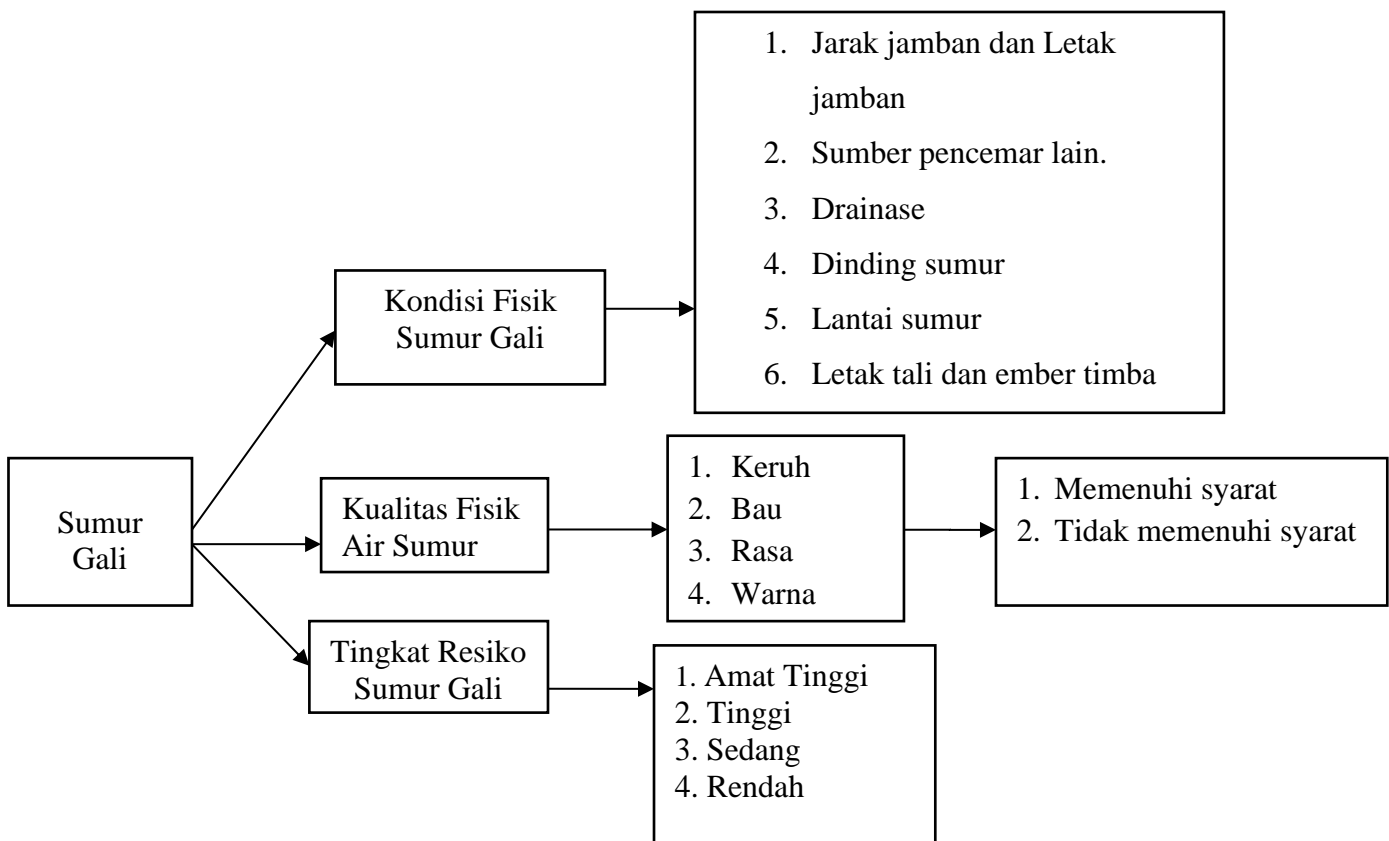 1. Jarak jamban dan Letak
jamban
2. Sumber pencemar lain.
3. Drainase
4. Dinding sumur
5. Lantai sumur
6. Letak tali dan ember timba
Kondisi Fisik
Sumur Gali
Sumur
Gali
Kualitas Fisik
Air Sumur
1. Keruh
2. Bau
3. Rasa
4. Warna
1. Memenuhi syarat
2. Tidak memenuhi syarat
Tingkat Resiko
Sumur Gali
1. Amat Tinggi
2. Tinggi
3. Sedang
4. Rendah